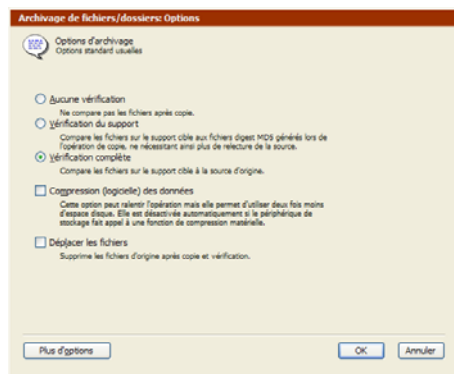 Archivage de fichiers/dossiers: Options
Options d'archivage
Options standard usuelles
Aucune vérification
Ne compare pas les fichiers après copie.
Vérification du support
Compare les fichiers sur le support cible aux fichiers digest MD5 générés lors de
l'opération de copie, ne nécessitant ainsi plus de relecture de la source.
Vérification complète
Compare les fichiers sur le support cible à la source d'origine.
Compression (logicielle) des données
Cette option peut ralentir l'opération mais elle permet d'utiliser deux fois moins
d'espace disque. Elle est désactivée automatiquement si le périphérique de
stockage fait appel à une fonction de compression matérielle.
Déplacer les fichiers
Supprime les fichiers d'origine après copie et vérification.
Plus d'options
OK
Annuler